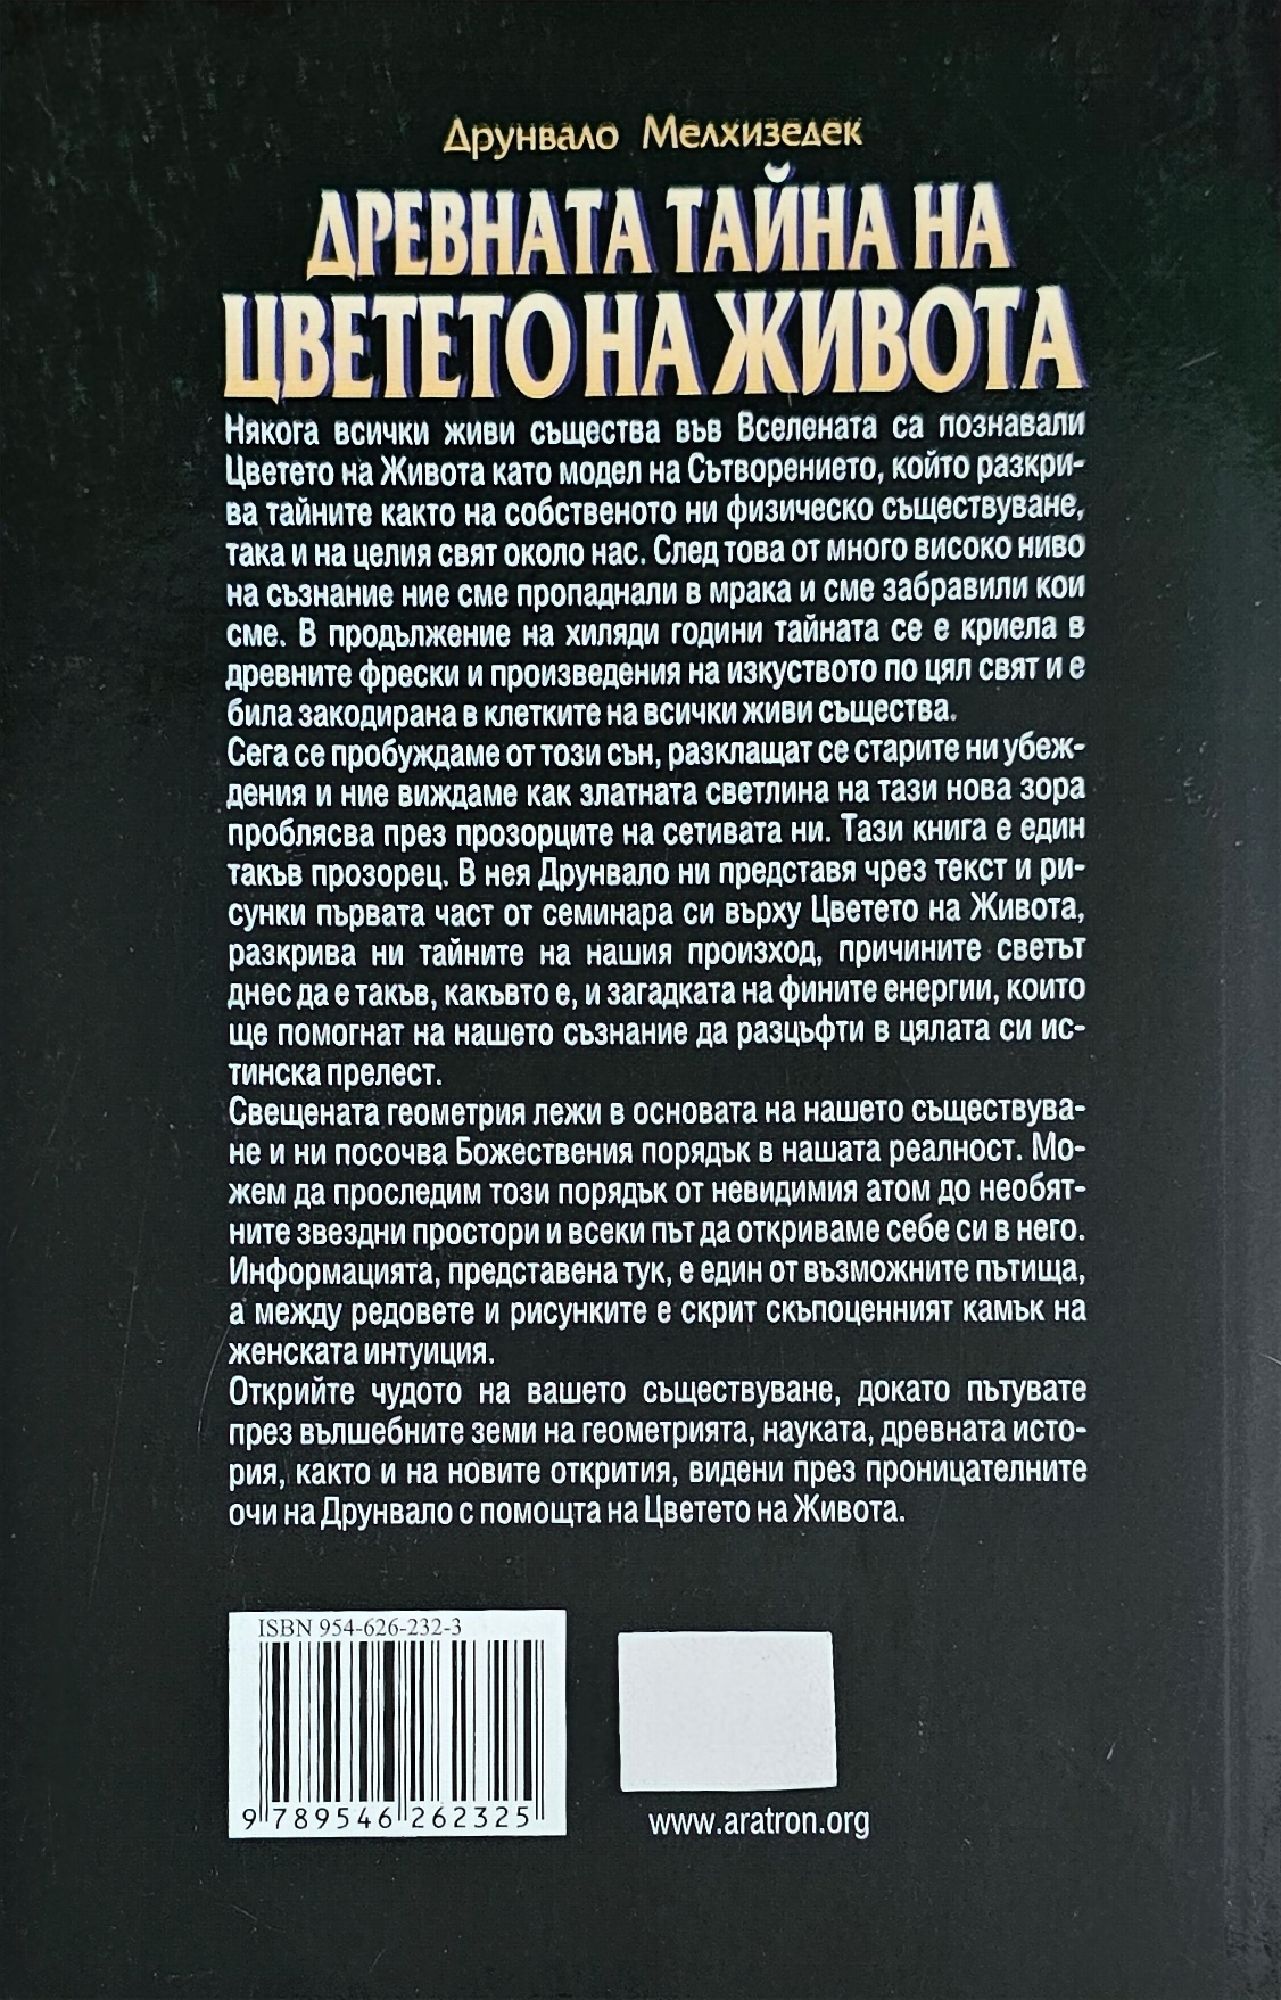 Друнвало Мелхизедек
ДРЕВНАТА ТАЙНА НА
ЦВЕТЕТО НА ЖИВОТА
Някога всички живи същества във Вселената са познавали
Цветето на Живота като модел на Сътворението, който разкри-
ва тайните както на собственото ни физическо съществуване,
така и на целия свят около нас. След това от много високо ниво
на съзнание ние сме пропаднали в мрака и сме забравили кои
сме. В продължение на хиляди години тайната се е криела в
древните фрески и произведения на изкуството по цял свят и е
била закодирана в клетките на всички живи същества.
Сега се пробуждаме от този сън, разклащат се старите ни убеж-
дения и ние виждаме как златната светлина на тази нова зора
проблясва през прозорците на сетивата ни. Тази книга е един
такъв прозорец. В нея Друнвало ни представя чрез текст и ри-
сунки първата част от семинара си върху Цветето на Живота,
разкрива ни тайните на нашия произход, причините светът
днес да е такъв, какъвто е, и загадката на фините енергии, които
ще помогнат на нашето съзнание да разцъфти в цялата си ис-
тинска прелест.
Свещената геометрия лежи в основата на нашето съществува-
не и ни посочва Божествения порядък в нашата реалност. Мо-
жем да проследим този порядък от невидимия атом до необят-
ните звездни простори и всеки път да откриваме себе си в него.
Информацията, представена тук, е един от възможните пътища,
а между редовете и рисунките е скрит скъпоценният камък на
женската интуиция.
Открийте чудото на вашето съществуване, докато пътувате
през вълшебните земи на геометрията, науката, древната исто-
рия, както и на новите открития, видени през проницателните
очи на Друнвало с помощта на Цветето на Живота.
ISBN 954-626-232-3
9 789546 262325
www.aratron.org